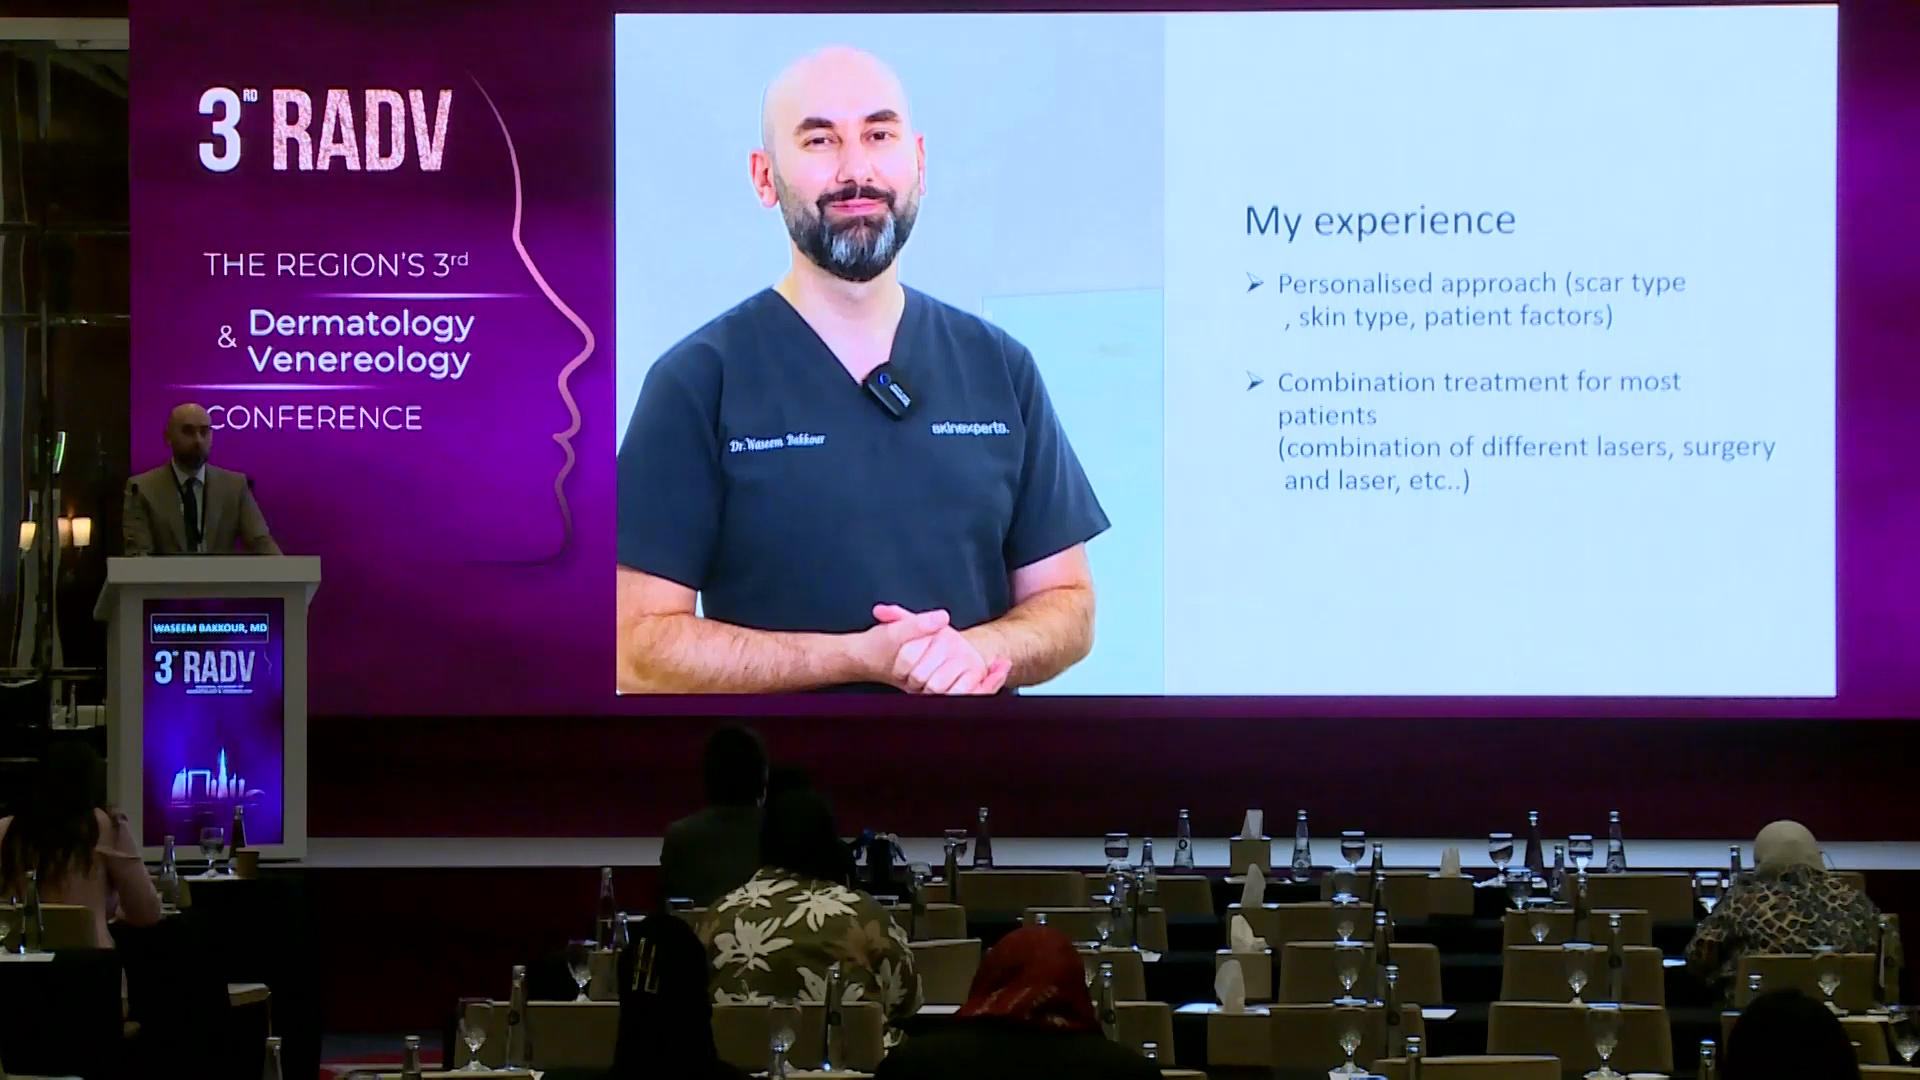 3RD RADV
THE REGION'S 3rd
& Dermatology
Venereology
CONFERENCE
WASEEM BAKKOUR, MD
3RD RADV
Dr. Waseem Bakkour
skinexperts.
My experience
➢ Personalised approach (scar type
, skin type, patient factors)
➢ Combination treatment for most
patients
(combination of different lasers, surgery
and laser, etc..)